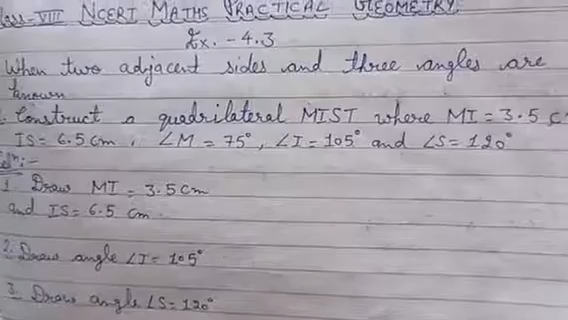 Class-VIII NCERT MATHS PRACTICAL GEOMETRY
Ex. - 4.3
When two adjacent sides and three angles are
known
Construct a quadrilateral MIST where MI = 3.5 c
IS = 6.5 cm, ∠M = 75°, ∠I = 105° and ∠S = 120°
Soln:-
1. Draw MI = 3.5 cm
and IS = 6.5 cm
2. Draw angle ∠I = 105°
3. Draw angle ∠S = 120°